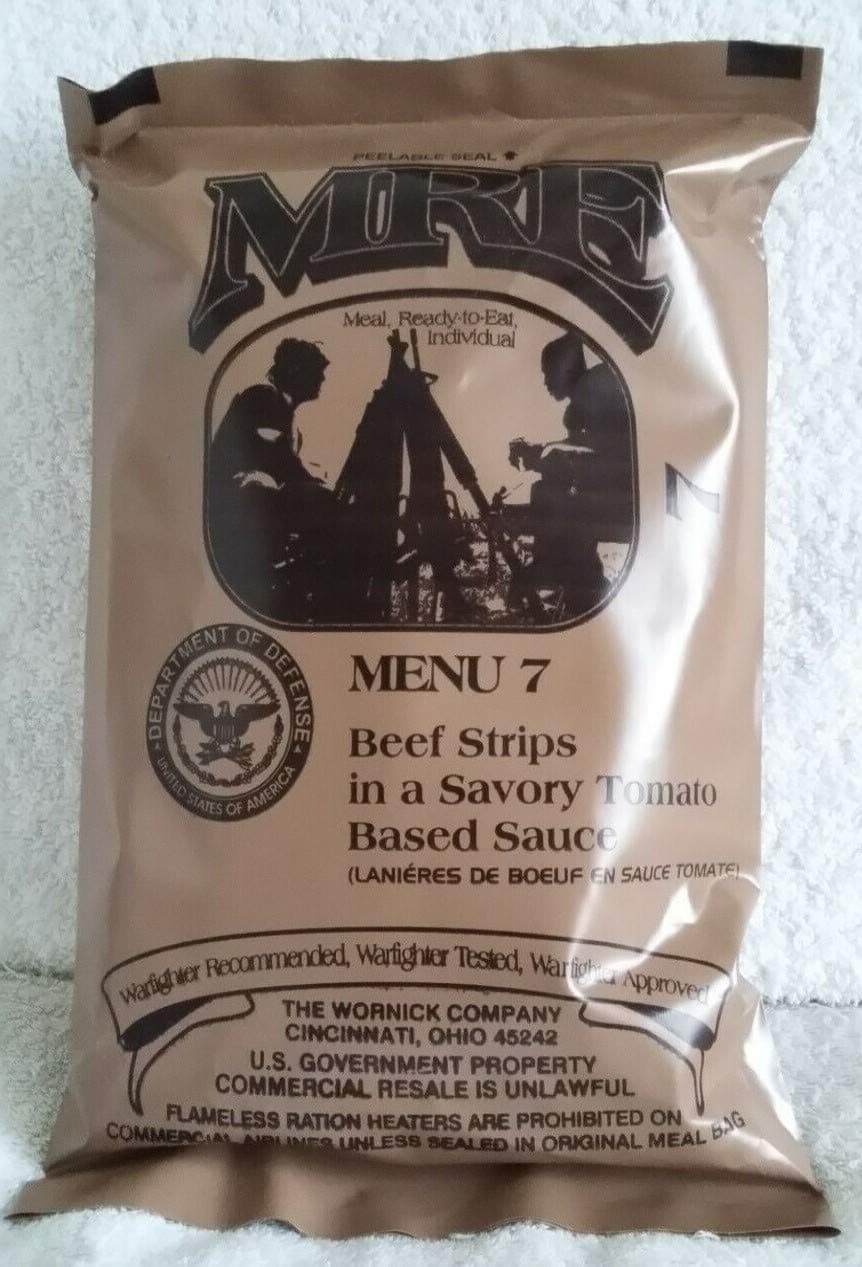 PEELABLE SEAL
MRE
Meal, Ready-to-Eat,
Individual
7
DEPARTMENT OF DEFENSE
UNITED STATES OF AMERICA
MENU 7
Beef Strips
in a Savory Tomato
Based Sauce
(LANIÉRES DE BOEUF EN SAUCE TOMATE)
Warfighter Recommended, Warfighter Tested, Warfighter Approved
THE WORNICK COMPANY
CINCINNATI, OHIO 45242
U.S. GOVERNMENT PROPERTY
COMMERCIAL RESALE IS UNLAWFUL
FLAMELESS RATION HEATERS ARE PROHIBITED ON
COMMERCIAL AIRLINES UNLESS SEALED IN ORIGINAL MEAL BAG